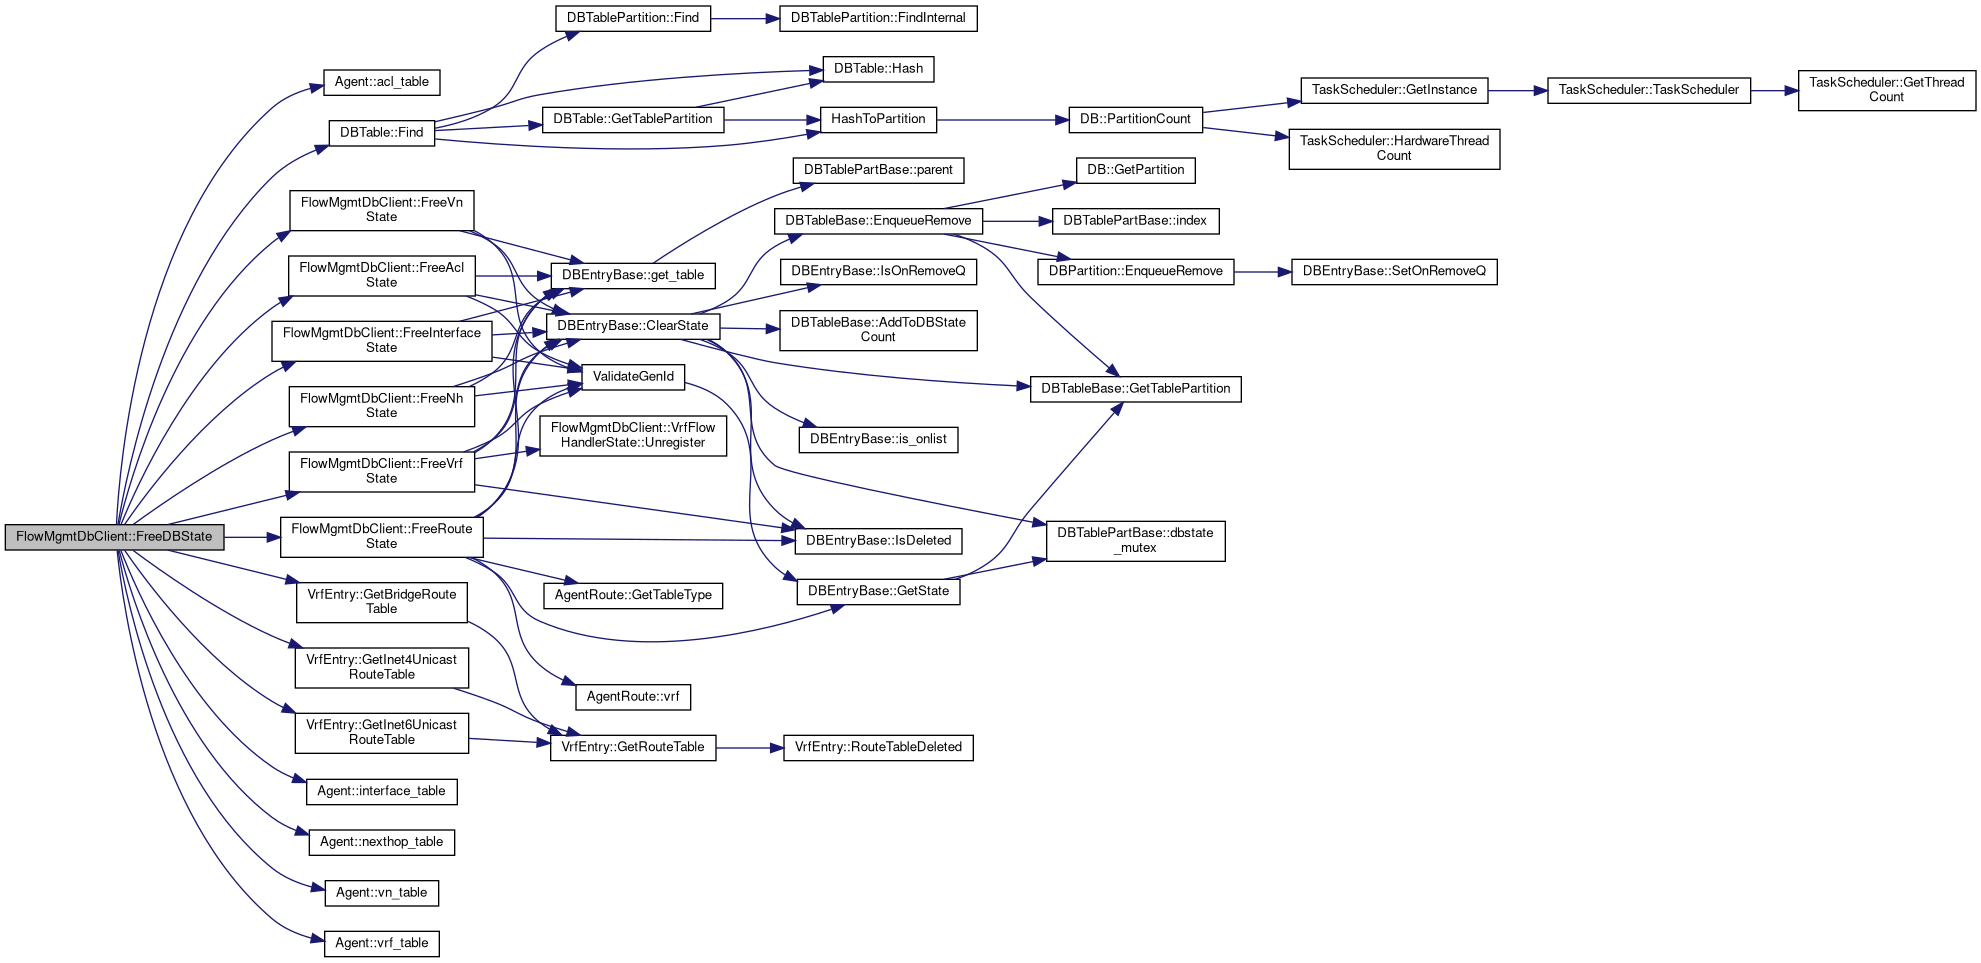 FlowMgmtDbClient::FreeDBState
Agent::acl_table
DBTable::Find
FlowMgmtDbClient::FreeVn
State
FlowMgmtDbClient::FreeAcl
State
FlowMgmtDbClient::FreeInterface
State
FlowMgmtDbClient::FreeNh
State
FlowMgmtDbClient::FreeVrf
State
FlowMgmtDbClient::FreeRoute
State
VrfEntry::GetBridgeRoute
Table
VrfEntry::GetInet4Unicast
RouteTable
VrfEntry::GetInet6Unicast
RouteTable
Agent::interface_table
Agent::nexthop_table
Agent::vn_table
Agent::vrf_table
DBTablePartition::Find
DBTable::GetTablePartition
DBEntryBase::get_table
DBEntryBase::ClearState
ValidateGenId
FlowMgmtDbClient::VrfFlow
HandlerState::Unregister
AgentRoute::GetTableType
AgentRoute::vrf
VrfEntry::GetRouteTable
DBTablePartition::FindInternal
DBTable::Hash
HashToPartition
DBTablePartBase::parent
DBTableBase::EnqueueRemove
DBEntryBase::IsOnRemoveQ
DBTableBase::AddToDBState
Count
DBEntryBase::is_onlist
DBEntryBase::IsDeleted
DBEntryBase::GetState
VrfEntry::RouteTableDeleted
DB::PartitionCount
DB::GetPartition
DBTablePartBase::index
DBPartition::EnqueueRemove
DBTableBase::GetTablePartition
DBTablePartBase::dbstate
_mutex
TaskScheduler::GetInstance
TaskScheduler::HardwareThread
Count
DBEntryBase::SetOnRemoveQ
TaskScheduler::TaskScheduler
TaskScheduler::GetThread
Count